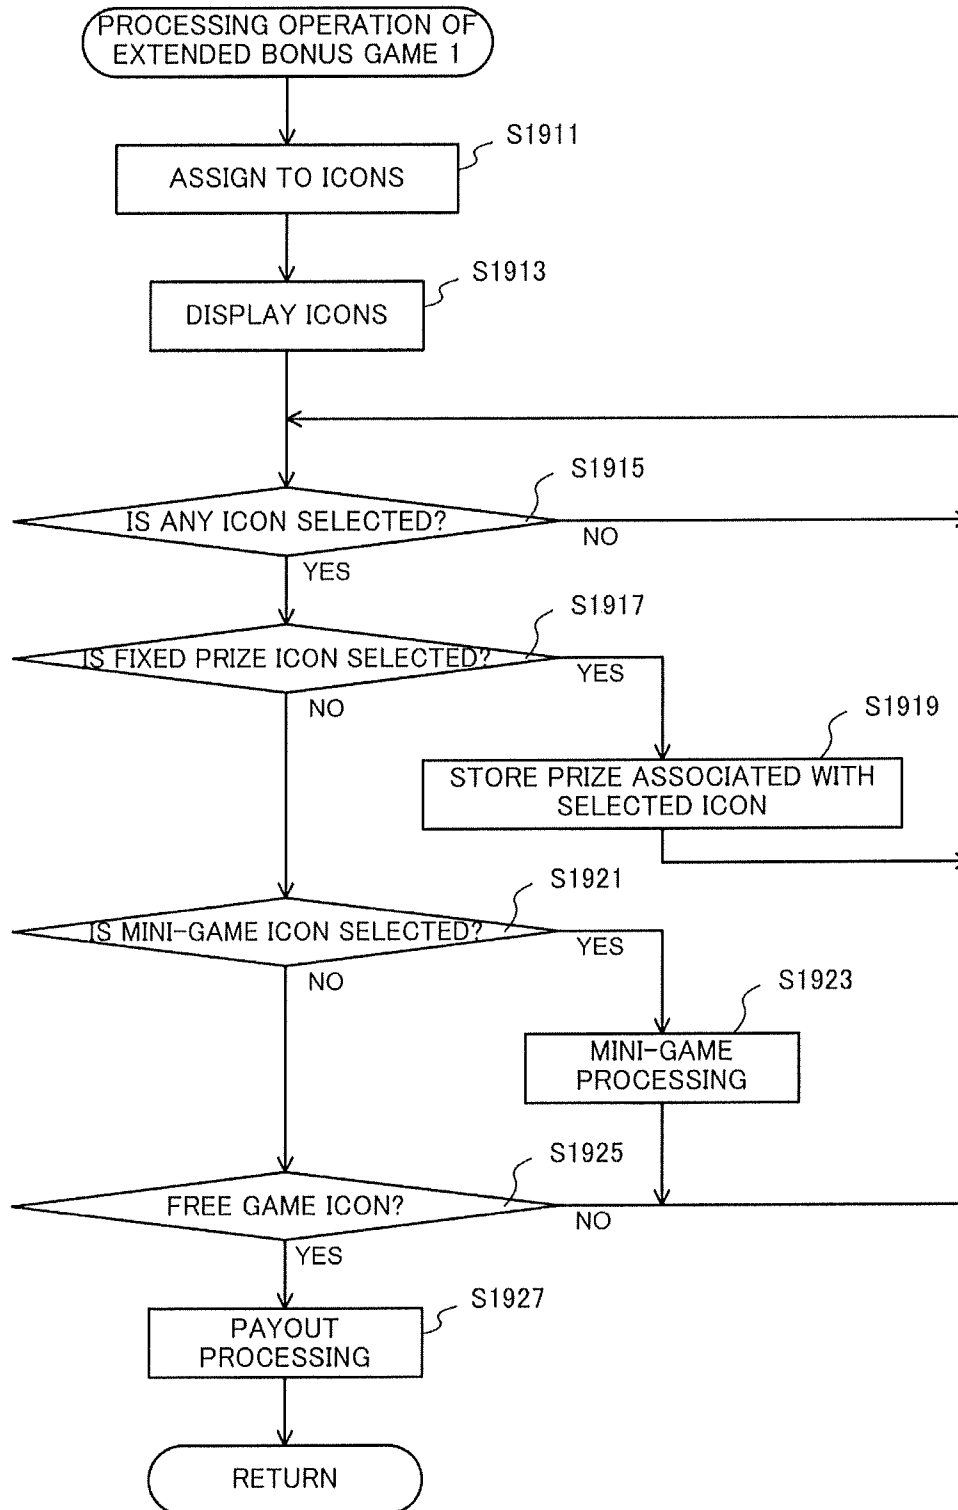 PROCESSING OPERATION OF
EXTENDED BONUS GAME 1
S1911
ASSIGN TO ICONS
S1913
DISPLAY ICONS
S1915
IS ANY ICON SELECTED?
NO
YES
S1917
IS FIXED PRIZE ICON SELECTED?
YES
NO
S1919
STORE PRIZE ASSOCIATED WITH
SELECTED ICON
S1921
IS MINI-GAME ICON SELECTED?
YES
NO
S1923
MINI-GAME
PROCESSING
S1925
FREE GAME ICON?
NO
YES
S1927
PAYOUT
PROCESSING
RETURN